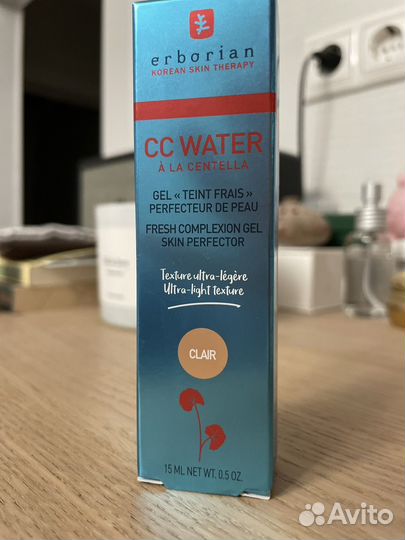 erborian
KOREAN SKIN THERAPY
CC WATER
À LA CENTELLA
GEL « TEINT FRAIS »
PERFECTEUR DE PEAU
FRESH COMPLEXION GEL
SKIN PERFECTOR
Texture ultra-légère
Ultra-light texture
CLAIR
15 ML NET WT. 0.5 OZ.
Avito